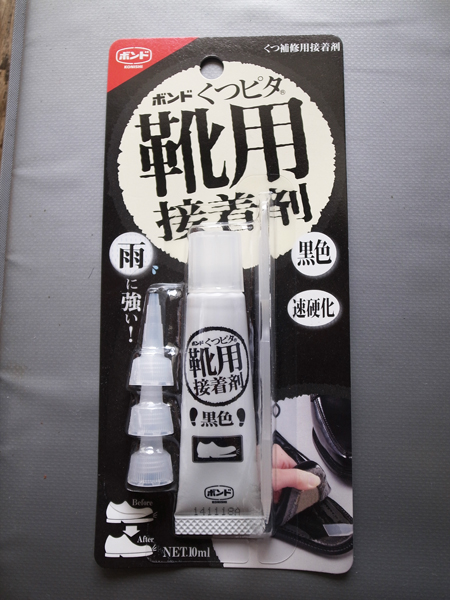 ボンド
KONISHI
くつ補修用接着剤
ボンド くつピタ®
靴用
接着剤
雨
に強い!
黒色
速硬化
ボンド くつピタ®
靴用
接着剤
黒色
ボンド
141118A
Before
After
NET.10ml